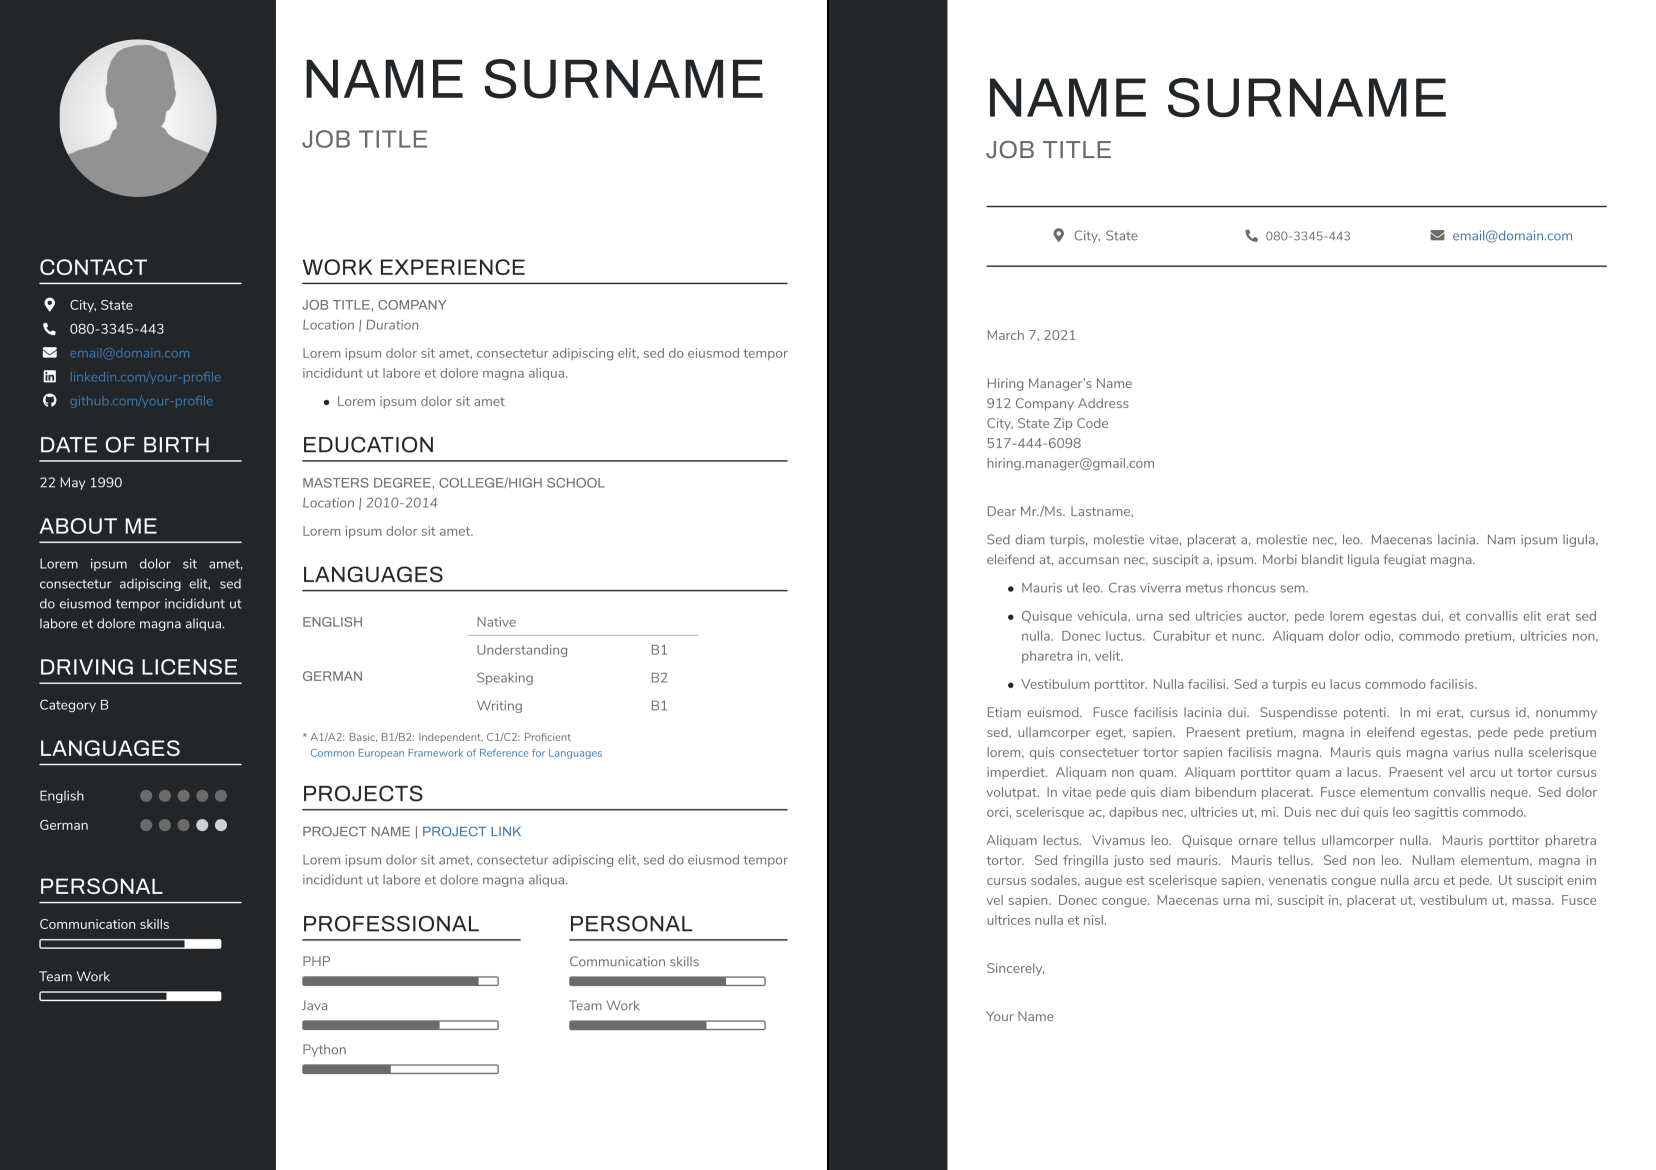 CONTACT
City, State
080-3345-443
email@domain.com
linkedin.com/your-profile
github.com/your-profile
DATE OF BIRTH
22 May 1990
ABOUT ME
Lorem ipsum dolor sit amet,
consectetur adipiscing elit, sed
do eiusmod tempor incididunt ut
labore et dolore magna aliqua.
DRIVING LICENSE
Category B
LANGUAGES
English
German
PERSONAL
Communication skills
Team Work
NAME SURNAME
JOB TITLE
WORK EXPERIENCE
JOB TITLE, COMPANY
Location | Duration
Lorem ipsum dolor sit amet, consectetur adipiscing elit, sed do eiusmod tempor
incididunt ut labore et dolore magna aliqua.
• Lorem ipsum dolor sit amet
EDUCATION
MASTERS DEGREE, COLLEGE/HIGH SCHOOL
Location | 2010-2014
Lorem ipsum dolor sit amet.
LANGUAGES
ENGLISH Native
Understanding B1
GERMAN Speaking B2
Writing B1
* A1/A2: Basic, B1/B2: Independent, C1/C2: Proficient
Common European Framework of Reference for Languages
PROJECTS
PROJECT NAME | PROJECT LINK
Lorem ipsum dolor sit amet, consectetur adipiscing elit, sed do eiusmod tempor
incididunt ut labore et dolore magna aliqua.
PROFESSIONAL
PHP
Java
Python
PERSONAL
Communication skills
Team Work
NAME SURNAME
JOB TITLE
City, State 080-3345-443 email@domain.com
March 7, 2021
Hiring Manager's Name
912 Company Address
City, State Zip Code
517-444-6098
hiring.manager@gmail.com
Dear Mr./Ms. Lastname,
Sed diam turpis, molestie vitae, placerat a, molestie nec, leo. Maecenas lacinia. Nam ipsum ligula,
eleifend at, accumsan nec, suscipit a, ipsum. Morbi blandit ligula feugiat magna.
• Mauris ut leo. Cras viverra metus rhoncus sem.
• Quisque vehicula, urna sed ultricies auctor, pede lorem egestas dui, et convallis elit erat sed
nulla. Donec luctus. Curabitur et nunc. Aliquam dolor odio, commodo pretium, ultricies non,
pharetra in, velit.
• Vestibulum porttitor. Nulla facilisi. Sed a turpis eu lacus commodo facilisis.
Etiam euismod. Fusce facilisis lacinia dui. Suspendisse potenti. In mi erat, cursus id, nonummy
sed, ullamcorper eget, sapien. Praesent pretium, magna in eleifend egestas, pede pede pretium
lorem, quis consectetuer tortor sapien facilisis magna. Mauris quis magna varius nulla scelerisque
imperdiet. Aliquam non quam. Aliquam porttitor quam a lacus. Praesent vel arcu ut tortor cursus
volutpat. In vitae pede quis diam bibendum placerat. Fusce elementum convallis neque. Sed dolor
orci, scelerisque ac, dapibus nec, ultricies ut, mi. Duis nec dui quis leo sagittis commodo.
Aliquam lectus. Vivamus leo. Quisque ornare tellus ullamcorper nulla. Mauris porttitor pharetra
tortor. Sed fringilla justo sed mauris. Mauris tellus. Sed non leo. Nullam elementum, magna in
cursus sodales, augue est scelerisque sapien, venenatis congue nulla arcu et pede. Ut suscipit enim
vel sapien. Donec congue. Maecenas urna mi, suscipit in, placerat ut, vestibulum ut, massa. Fusce
ultrices nulla et nisl.
Sincerely,
Your Name